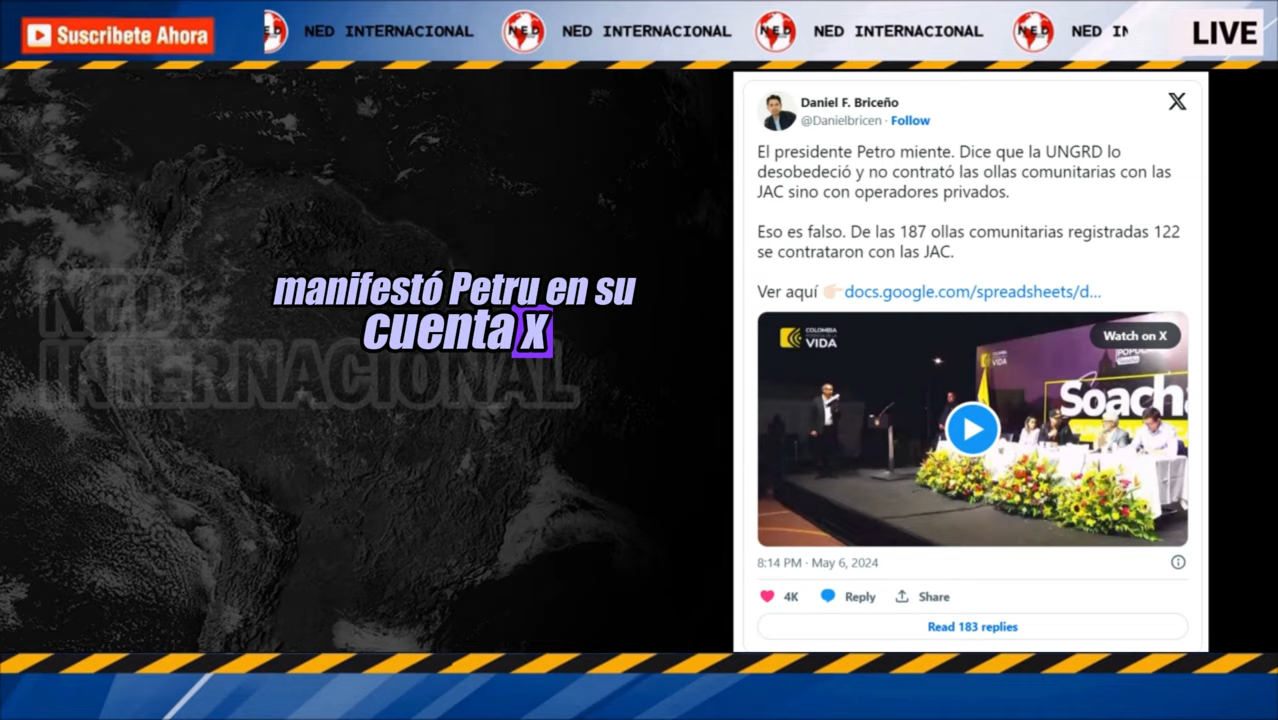 Suscribete Ahora
NED INTERNACIONAL
NED INTERNACIONAL
NED INTERNACIONAL
NED IN
LIVE
Daniel F. Briceño
@Danielbricen · Follow
El presidente Petro miente. Dice que la UNGRD lo
desobedeció y no contrató las ollas comunitarias con las
JAC sino con operadores privados.
Eso es falso. De las 187 ollas comunitarias registradas 122
se contrataron con las JAC.
Ver aquí 👉🏻 docs.google.com/spreadsheets/d...
manifestó Petru en su
cuenta x
NED
INTERNACIONAL
COLOMBIA
VIDA
Watch on X
Soacha
8:14 PM · May 6, 2024
4K Reply Share
Read 183 replies